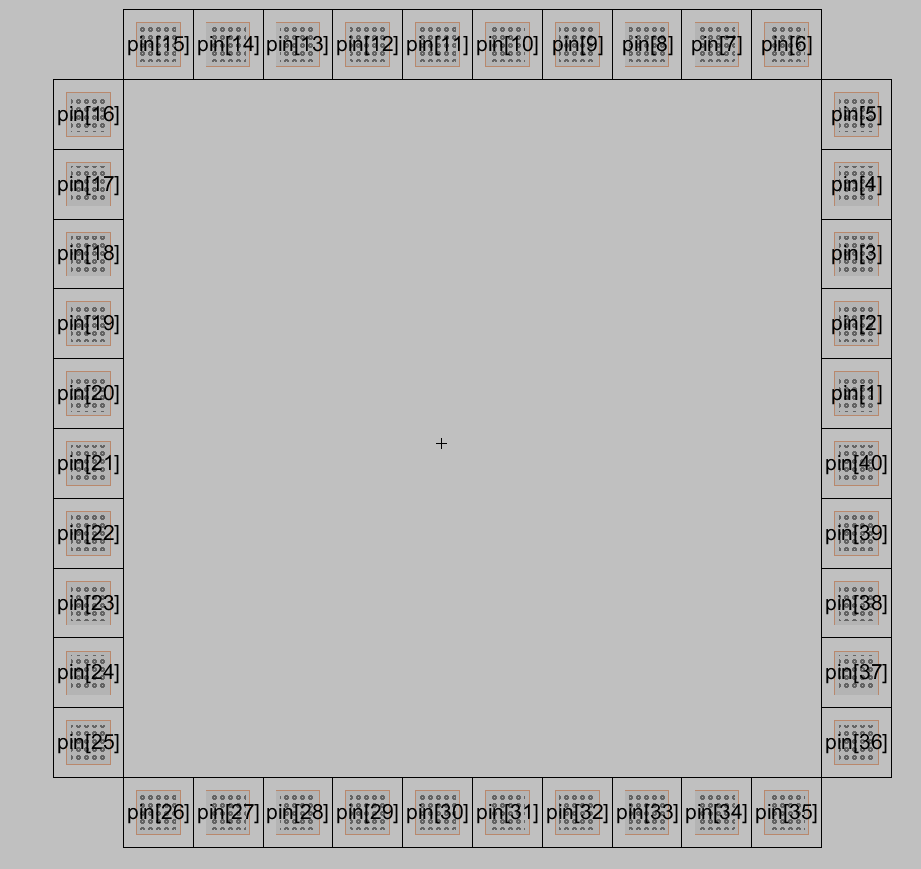 pin[15] pin[14] pin[13] pin[12] pin[11] pin[10] pin[9] pin[8] pin[7] pin[6]
pin[16] pin[5]
pin[17] pin[4]
pin[18] pin[3]
pin[19] pin[2]
pin[20] pin[1]
pin[21] pin[40]
pin[22] pin[39]
pin[23] pin[38]
pin[24] pin[37]
pin[25] pin[36]
pin[26] pin[27] pin[28] pin[29] pin[30] pin[31] pin[32] pin[33] pin[34] pin[35]